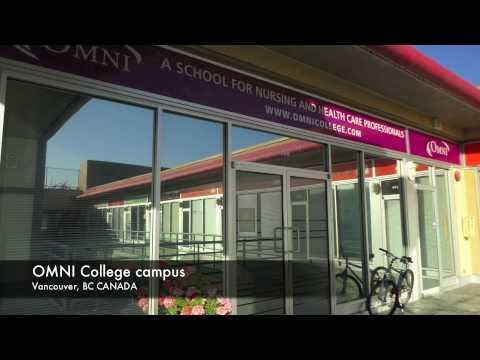 OMNI
A SCHOOL FOR NURSING AND HEALTH CARE PROFESSIONALS
WWW.OMNICOLLEGE.COM
OMNI
OMNI College campus
Vancouver, BC CANADA